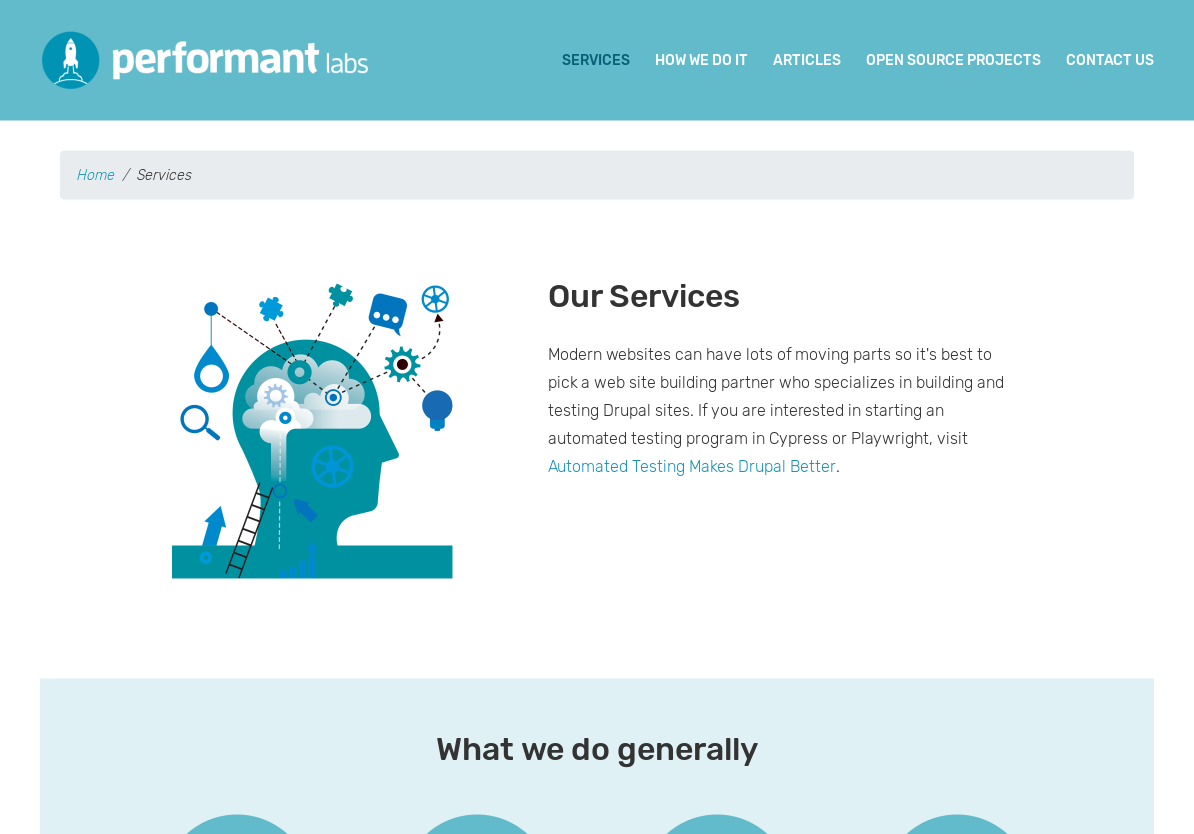 performant labs
SERVICES HOW WE DO IT ARTICLES OPEN SOURCE PROJECTS CONTACT US
Home / Services
Our Services
Modern websites can have lots of moving parts so it's best to
pick a web site building partner who specializes in building and
testing Drupal sites. If you are interested in starting an
automated testing program in Cypress or Playwright, visit
Automated Testing Makes Drupal Better.
What we do generally